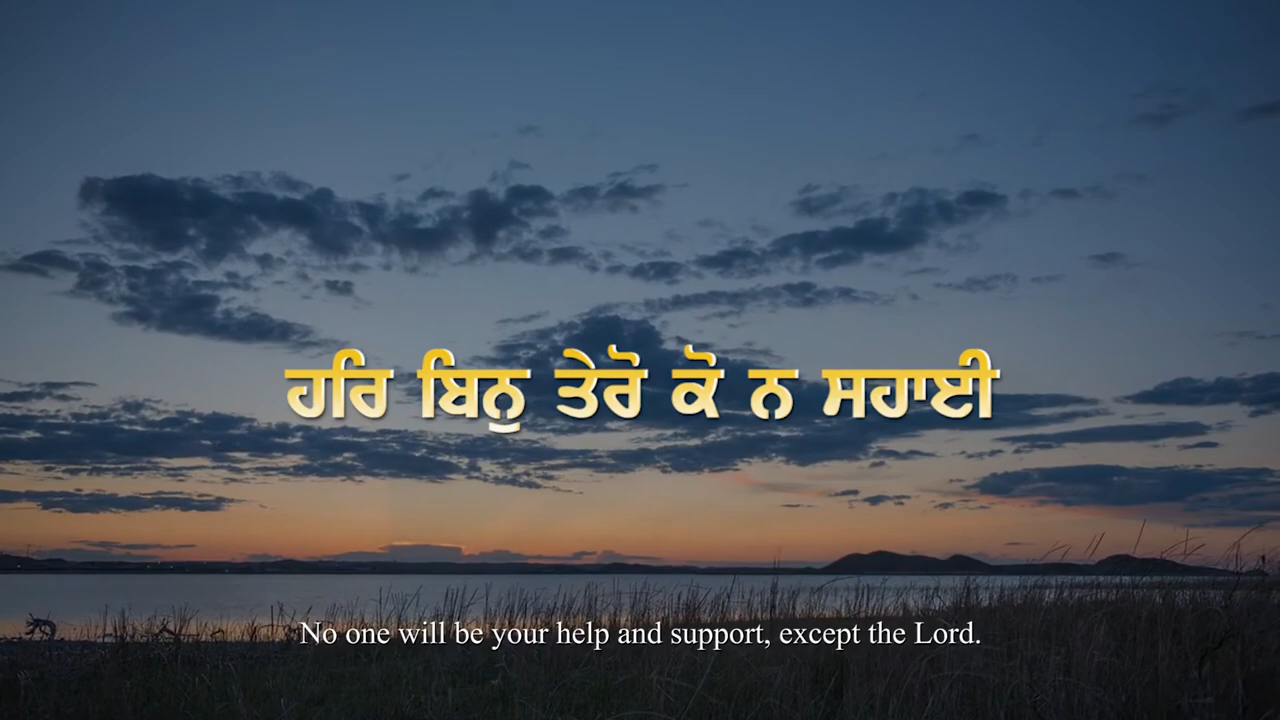 ਹਰਿ ਬਿਨੁ ਤੇਰੋ ਕੋ ਨ ਸਹਾਈ
No one will be your help and support, except the Lord.